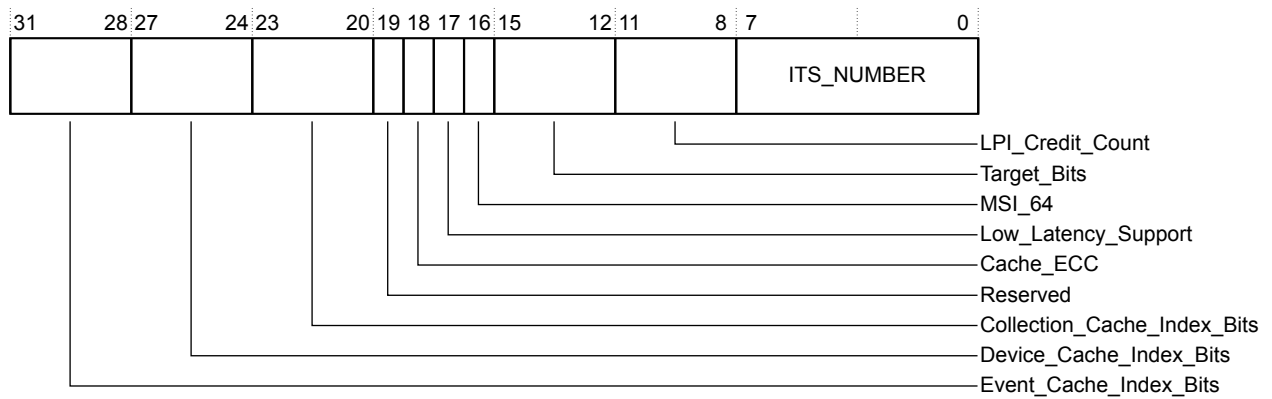 31 28 27 24 23 20 19 18 17 16 15 12 11 8 7 0
ITS_NUMBER
LPI_Credit_Count
Target_Bits
MSI_64
Low_Latency_Support
Cache_ECC
Reserved
Collection_Cache_Index_Bits
Device_Cache_Index_Bits
Event_Cache_Index_Bits